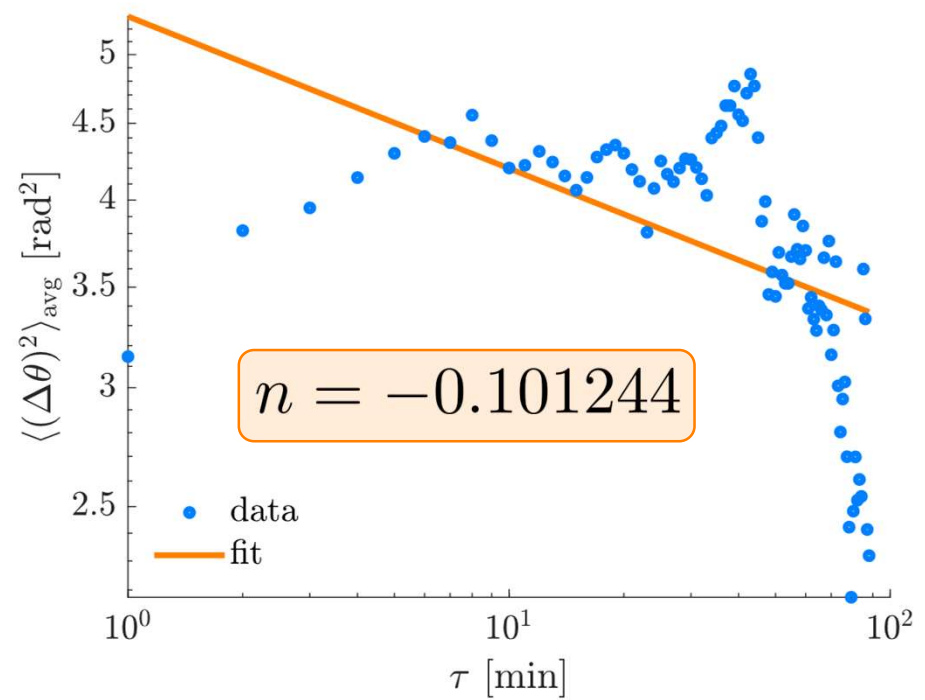 5
4.5
4
3.5
3
2.5
⟨(Δθ)²⟩avg [rad²]
n = −0.101244
data
fit
10⁰
10¹
10²
τ [min]